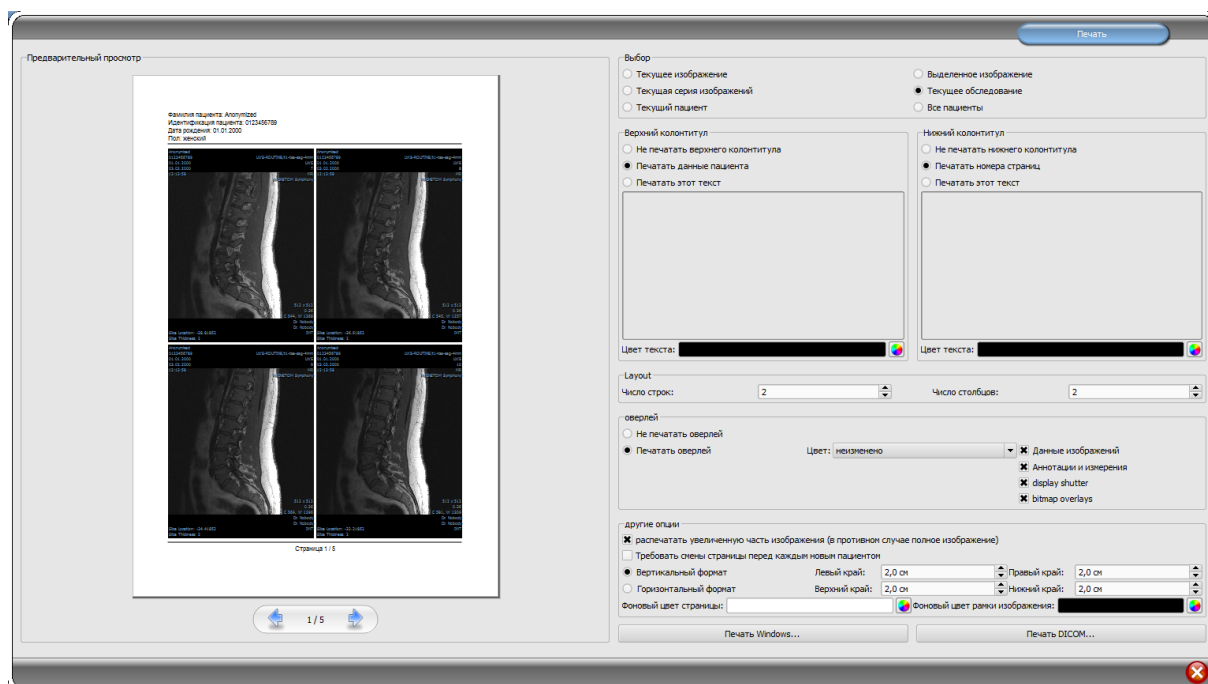 Печать
Предварительный просмотр
Фамилия пациента: Anonymized
Идентификация пациента: 0123456789
Дата рождения: 01.01.2000
Пол: женский
Страница 1 / 5
1 / 5
Выбор
Текущее изображение
Выделенное изображение
Текущая серия изображений
Текущее обследование
Текущий пациент
Все пациенты
Верхний колонтитул
Не печатать верхнего колонтитула
Печатать данные пациента
Печатать этот текст
Цвет текста:
Нижний колонтитул
Не печатать нижнего колонтитула
Печатать номера страниц
Печатать этот текст
Цвет текста:
Layout
Число строк: 2 Число столбцов: 2
оверлей
Не печатать оверлей
Печатать оверлей Цвет: неизменено Данные изображений
Аннотации и измерения
display shutter
bitmap overlays
другие опции
распечатать увеличенную часть изображения (в противном случае полное изображение)
Требовать смены страницы перед каждым новым пациентом
Вертикальный формат Левый край: 2,0 см Правый край: 2,0 см
Горизонтальный формат Верхний край: 2,0 см Нижний край: 2,0 см
Фоновый цвет страницы: Фоновый цвет рамки изображения:
Печать Windows... Печать DICOM...